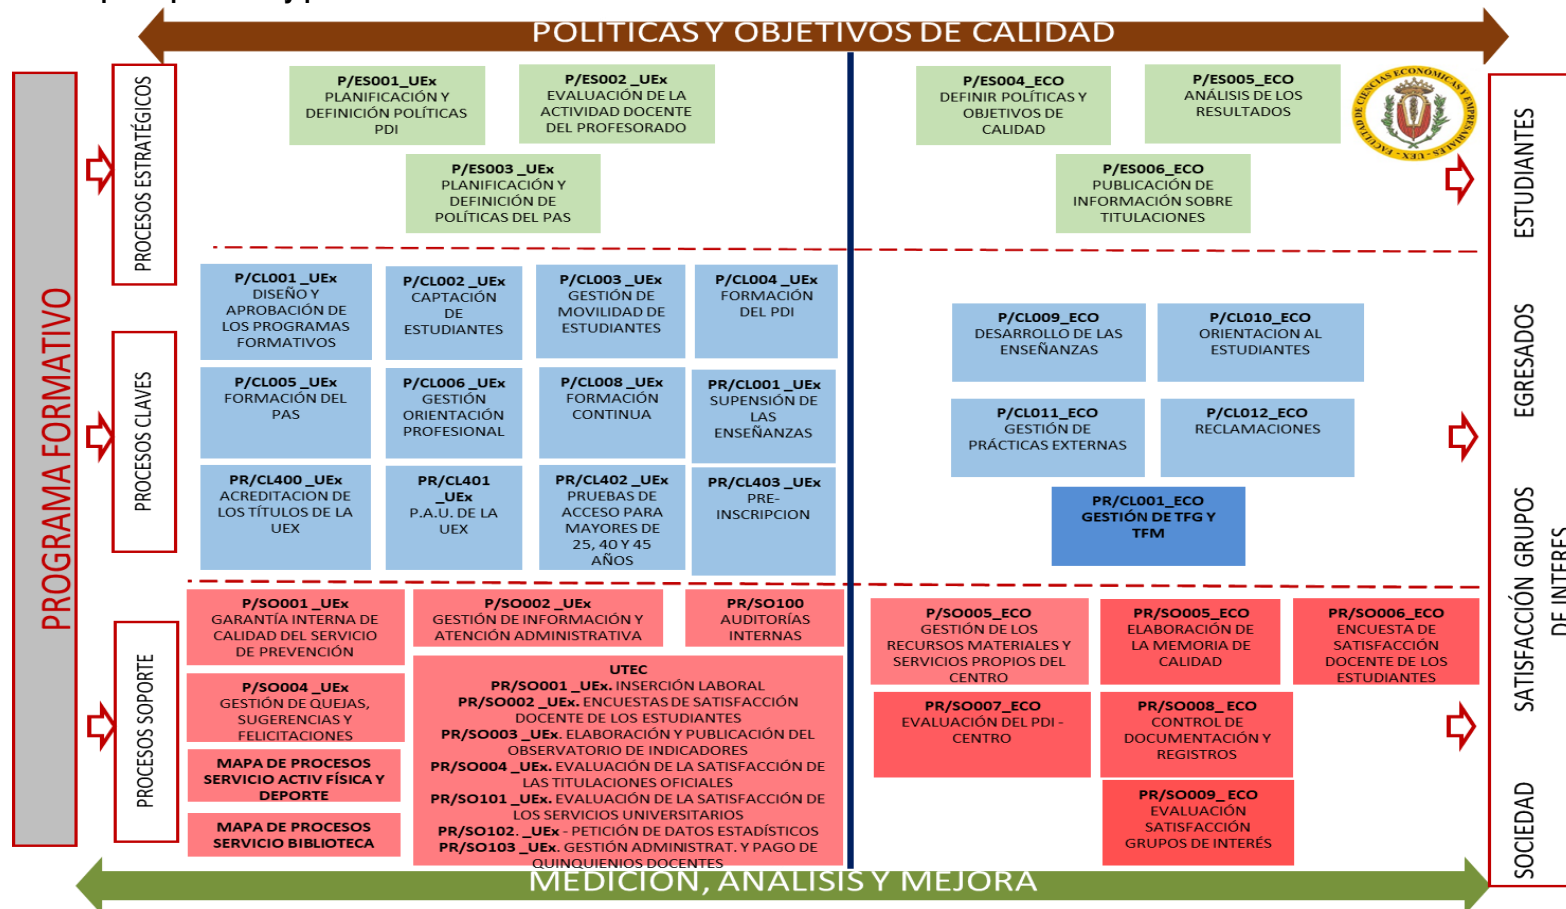 POLITICAS Y OBJETIVOS DE CALIDAD
PROGRAMA FORMATIVO
PROCESOS ESTRATÉGICOS
P/ES001_UEx
PLANIFICACIÓN Y
DEFINICIÓN POLÍTICAS
PDI
P/ES002 _UEx
EVALUACIÓN DE LA
ACTIVIDAD DOCENTE
DEL PROFESORADO
P/ES003 _UEx
PLANIFICACIÓN Y
DEFINICIÓN DE
POLÍTICAS DEL PAS
P/ES004_ECO
DEFINIR POLÍTICAS Y
OBJETIVOS DE
CALIDAD
P/ES005_ECO
ANÁLISIS DE LOS
RESULTADOS
P/ES006_ECO
PUBLICACIÓN DE
INFORMACIÓN SOBRE
TITULACIONES
FACULTAD DE CIENCIAS ECONÓMICAS Y EMPRESARIALES - UEX -
PROCESOS CLAVES
P/CL001 _UEx
DISEÑO Y
APROBACIÓN DE
LOS PROGRAMAS
FORMATIVOS
P/CL002 _UEx
CAPTACIÓN
DE
ESTUDIANTES
P/CL003 _UEx
GESTIÓN DE
MOVILIDAD DE
ESTUDIANTES
P/CL004 _UEx
FORMACIÓN
DEL PDI
P/CL005 _UEx
FORMACIÓN DEL
PAS
P/CL006 _UEx
GESTIÓN
ORIENTACIÓN
PROFESIONAL
P/CL008 _UEx
FORMACIÓN
CONTINUA
PR/CL001 _UEx
SUPENSIÓN DE
LAS
ENSEÑANZAS
PR/CL400 _UEx
ACREDITACION DE
LOS TÍTULOS DE LA
UEX
PR/CL401
_UEx
P.A.U. DE LA
UEX
PR/CL402 _UEx
PRUEBAS DE
ACCESO PARA
MAYORES DE
25, 40 Y 45
AÑOS
PR/CL403 _UEx
PRE-
INSCRIPCION
P/CL009_ECO
DESARROLLO DE LAS
ENSEÑANZAS
P/CL010_ECO
ORIENTACION AL
ESTUDIANTES
P/CL011_ECO
GESTIÓN DE
PRÁCTICAS EXTERNAS
P/CL012_ECO
RECLAMACIONES
PR/CL001_ECO
GESTIÓN DE TFG Y
TFM
PROCESOS SOPORTE
P/SO001 _UEx
GARANTÍA INTERNA DE
CALIDAD DEL SERVICIO
DE PREVENCIÓN
P/SO002 _UEx
GESTIÓN DE INFORMACIÓN Y
ATENCIÓN ADMINISTRATIVA
PR/SO100
AUDITORÍAS
INTERNAS
P/SO004 _UEx
GESTIÓN DE QUEJAS,
SUGERENCIAS Y
FELICITACIONES
MAPA DE PROCESOS
SERVICIO ACTIV FÍSICA Y
DEPORTE
MAPA DE PROCESOS
SERVICIO BIBLIOTECA
UTEC
PR/SO001 _UEx. INSERCIÓN LABORAL
PR/SO002 _UEx. ENCUESTAS DE SATISFACCIÓN
DOCENTE DE LOS ESTUDIANTES
PR/SO003 _UEx. ELABORACIÓN Y PUBLICACIÓN DEL
OBSERVATORIO DE INDICADORES
PR/SO004 _UEx. EVALUACIÓN DE LA SATISFACCIÓN DE
LAS TITULACIONES OFICIALES
PR/SO101 _UEx. EVALUACIÓN DE LA SATISFACCIÓN DE
LOS SERVICIOS UNIVERSITARIOS
PR/SO102. _UEx - PETICIÓN DE DATOS ESTADÍSTICOS
PR/SO103 _UEx. GESTIÓN ADMINISTRAT. Y PAGO DE
QUINQUIENIOS DOCENTES
P/SO005_ECO
GESTIÓN DE LOS
RECURSOS MATERIALES Y
SERVICIOS PROPIOS DEL
CENTRO
PR/SO005_ECO
ELABORACIÓN DE
LA MEMORIA DE
CALIDAD
PR/SO006_ECO
ENCUESTA DE
SATISFACCIÓN
DOCENTE DE LOS
ESTUDIANTES
PR/SO007_ECO
EVALUACIÓN DEL PDI -
CENTRO
PR/SO008_ ECO
CONTROL DE
DOCUMENTACIÓN Y
REGISTROS
PR/SO009_ ECO
EVALUACIÓN
SATISFACCIÓN
GRUPOS DE INTERÉS
ESTUDIANTES
EGRESADOS
SATISFACCIÓN GRUPOS
DE INTERES
SOCIEDAD
MEDICION, ANALISIS Y MEJORA